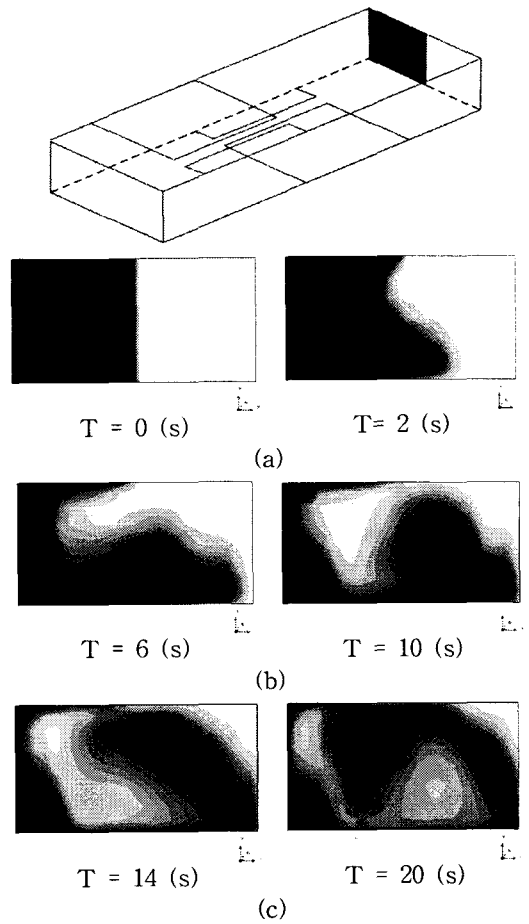 T = 0 (s)
T= 2 (s)
(a)
T = 6 (s)
T = 10 (s)
(b)
T = 14 (s)
T = 20 (s)
(c)